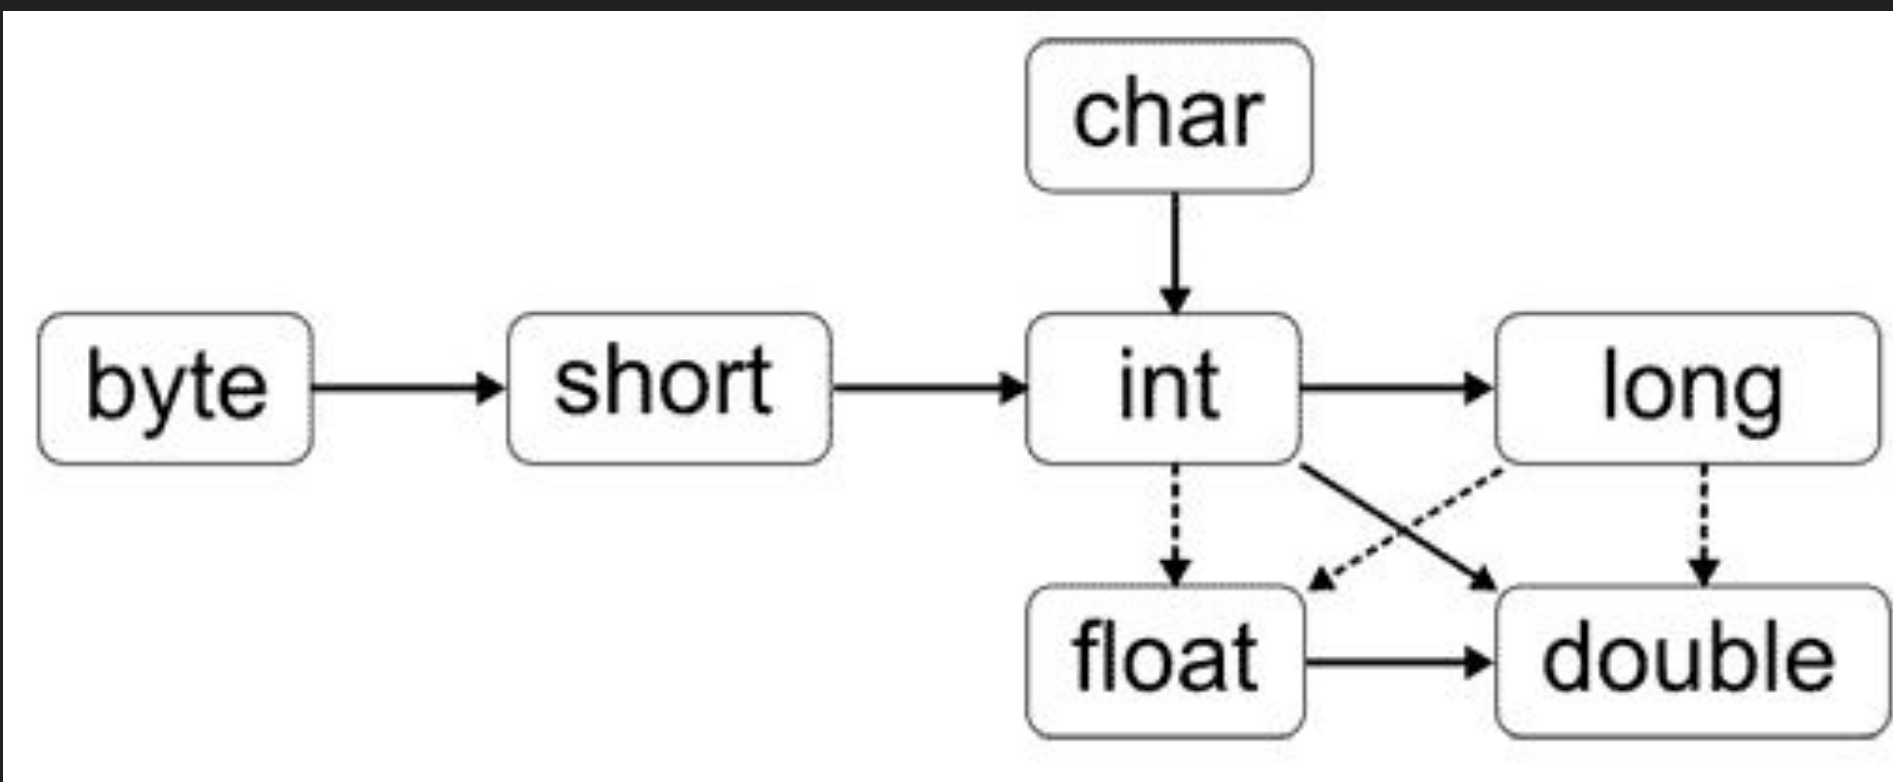 char
byte
short
int
long
float
double